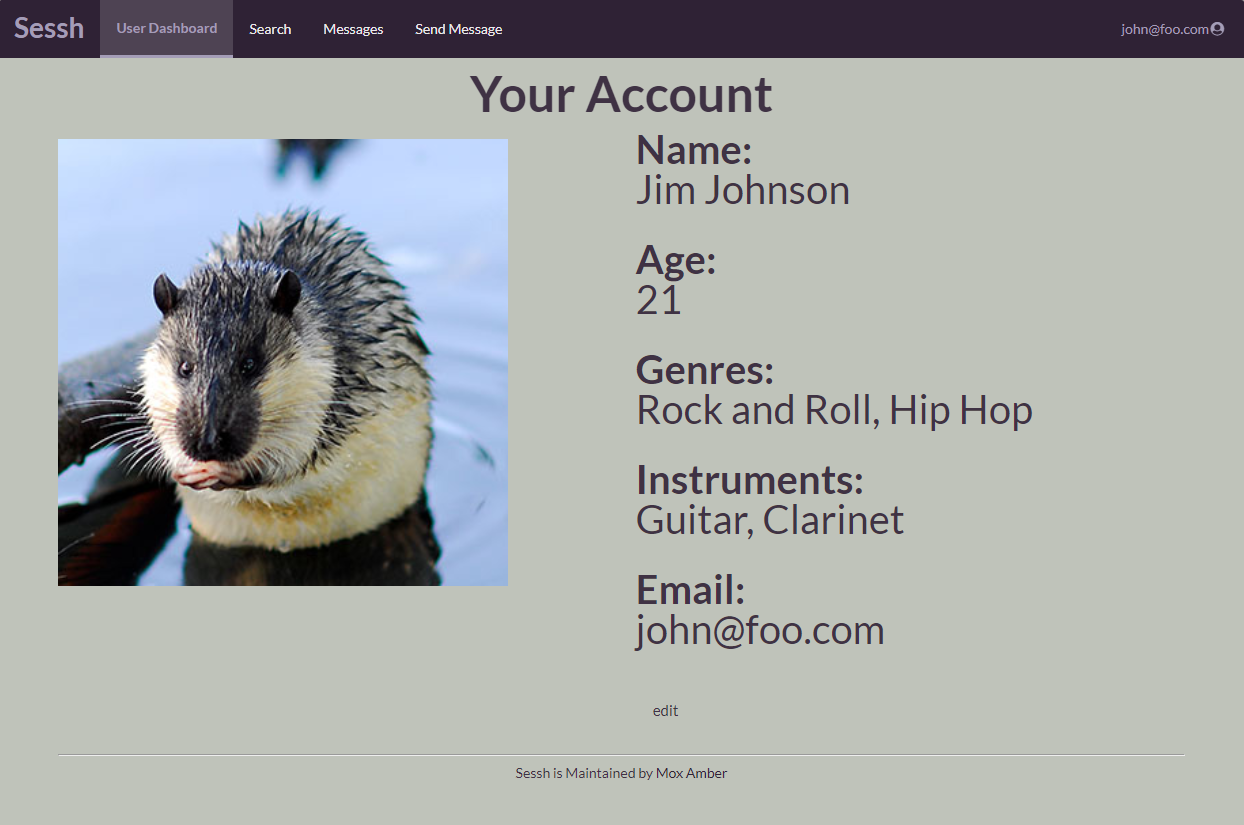 Sessh
User Dashboard
Search
Messages
Send Message
john@foo.com
Your Account
Name:
Jim Johnson
Age:
21
Genres:
Rock and Roll, Hip Hop
Instruments:
Guitar, Clarinet
Email:
john@foo.com
edit
Sessh is Maintained by Mox Amber